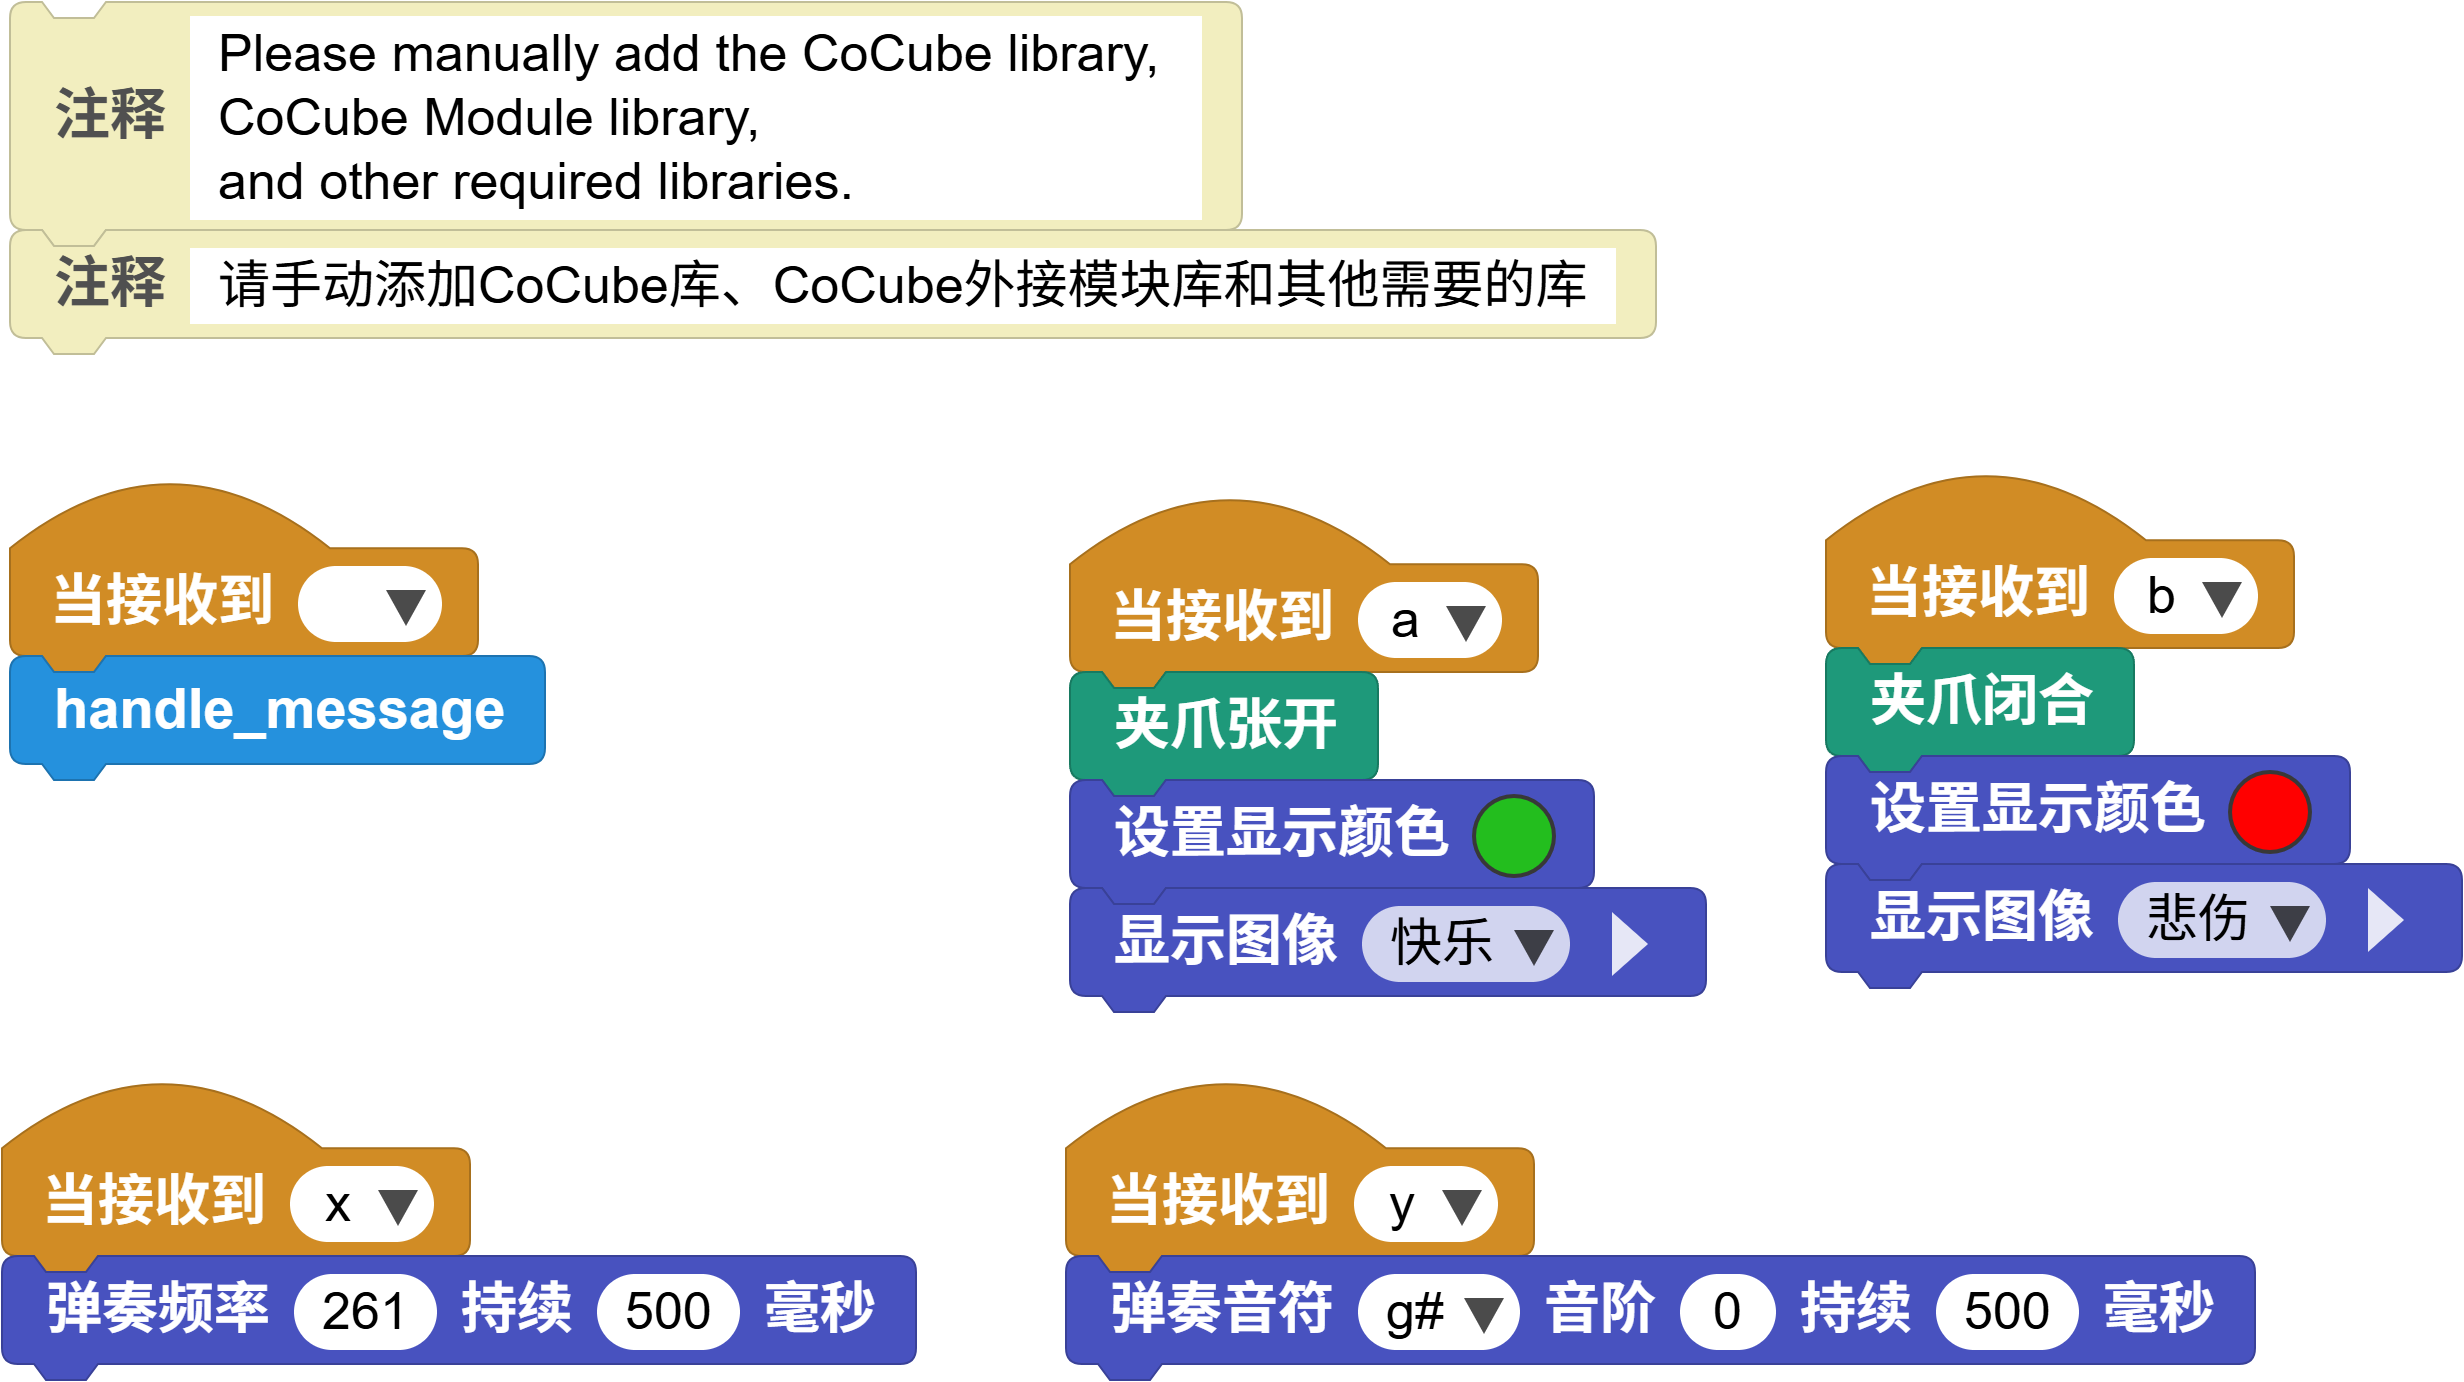 注释
Please manually add the CoCube library,
CoCube Module library,
and other required libraries.
注释 请手动添加CoCube库、CoCube外接模块库和其他需要的库
当接收到
handle_message
当接收到 a
夹爪张开
设置显示颜色
显示图像 快乐
当接收到 b
夹爪闭合
设置显示颜色
显示图像 悲伤
当接收到 x
弹奏频率 261 持续 500 毫秒
当接收到 y
弹奏音符 g# 音阶 0 持续 500 毫秒